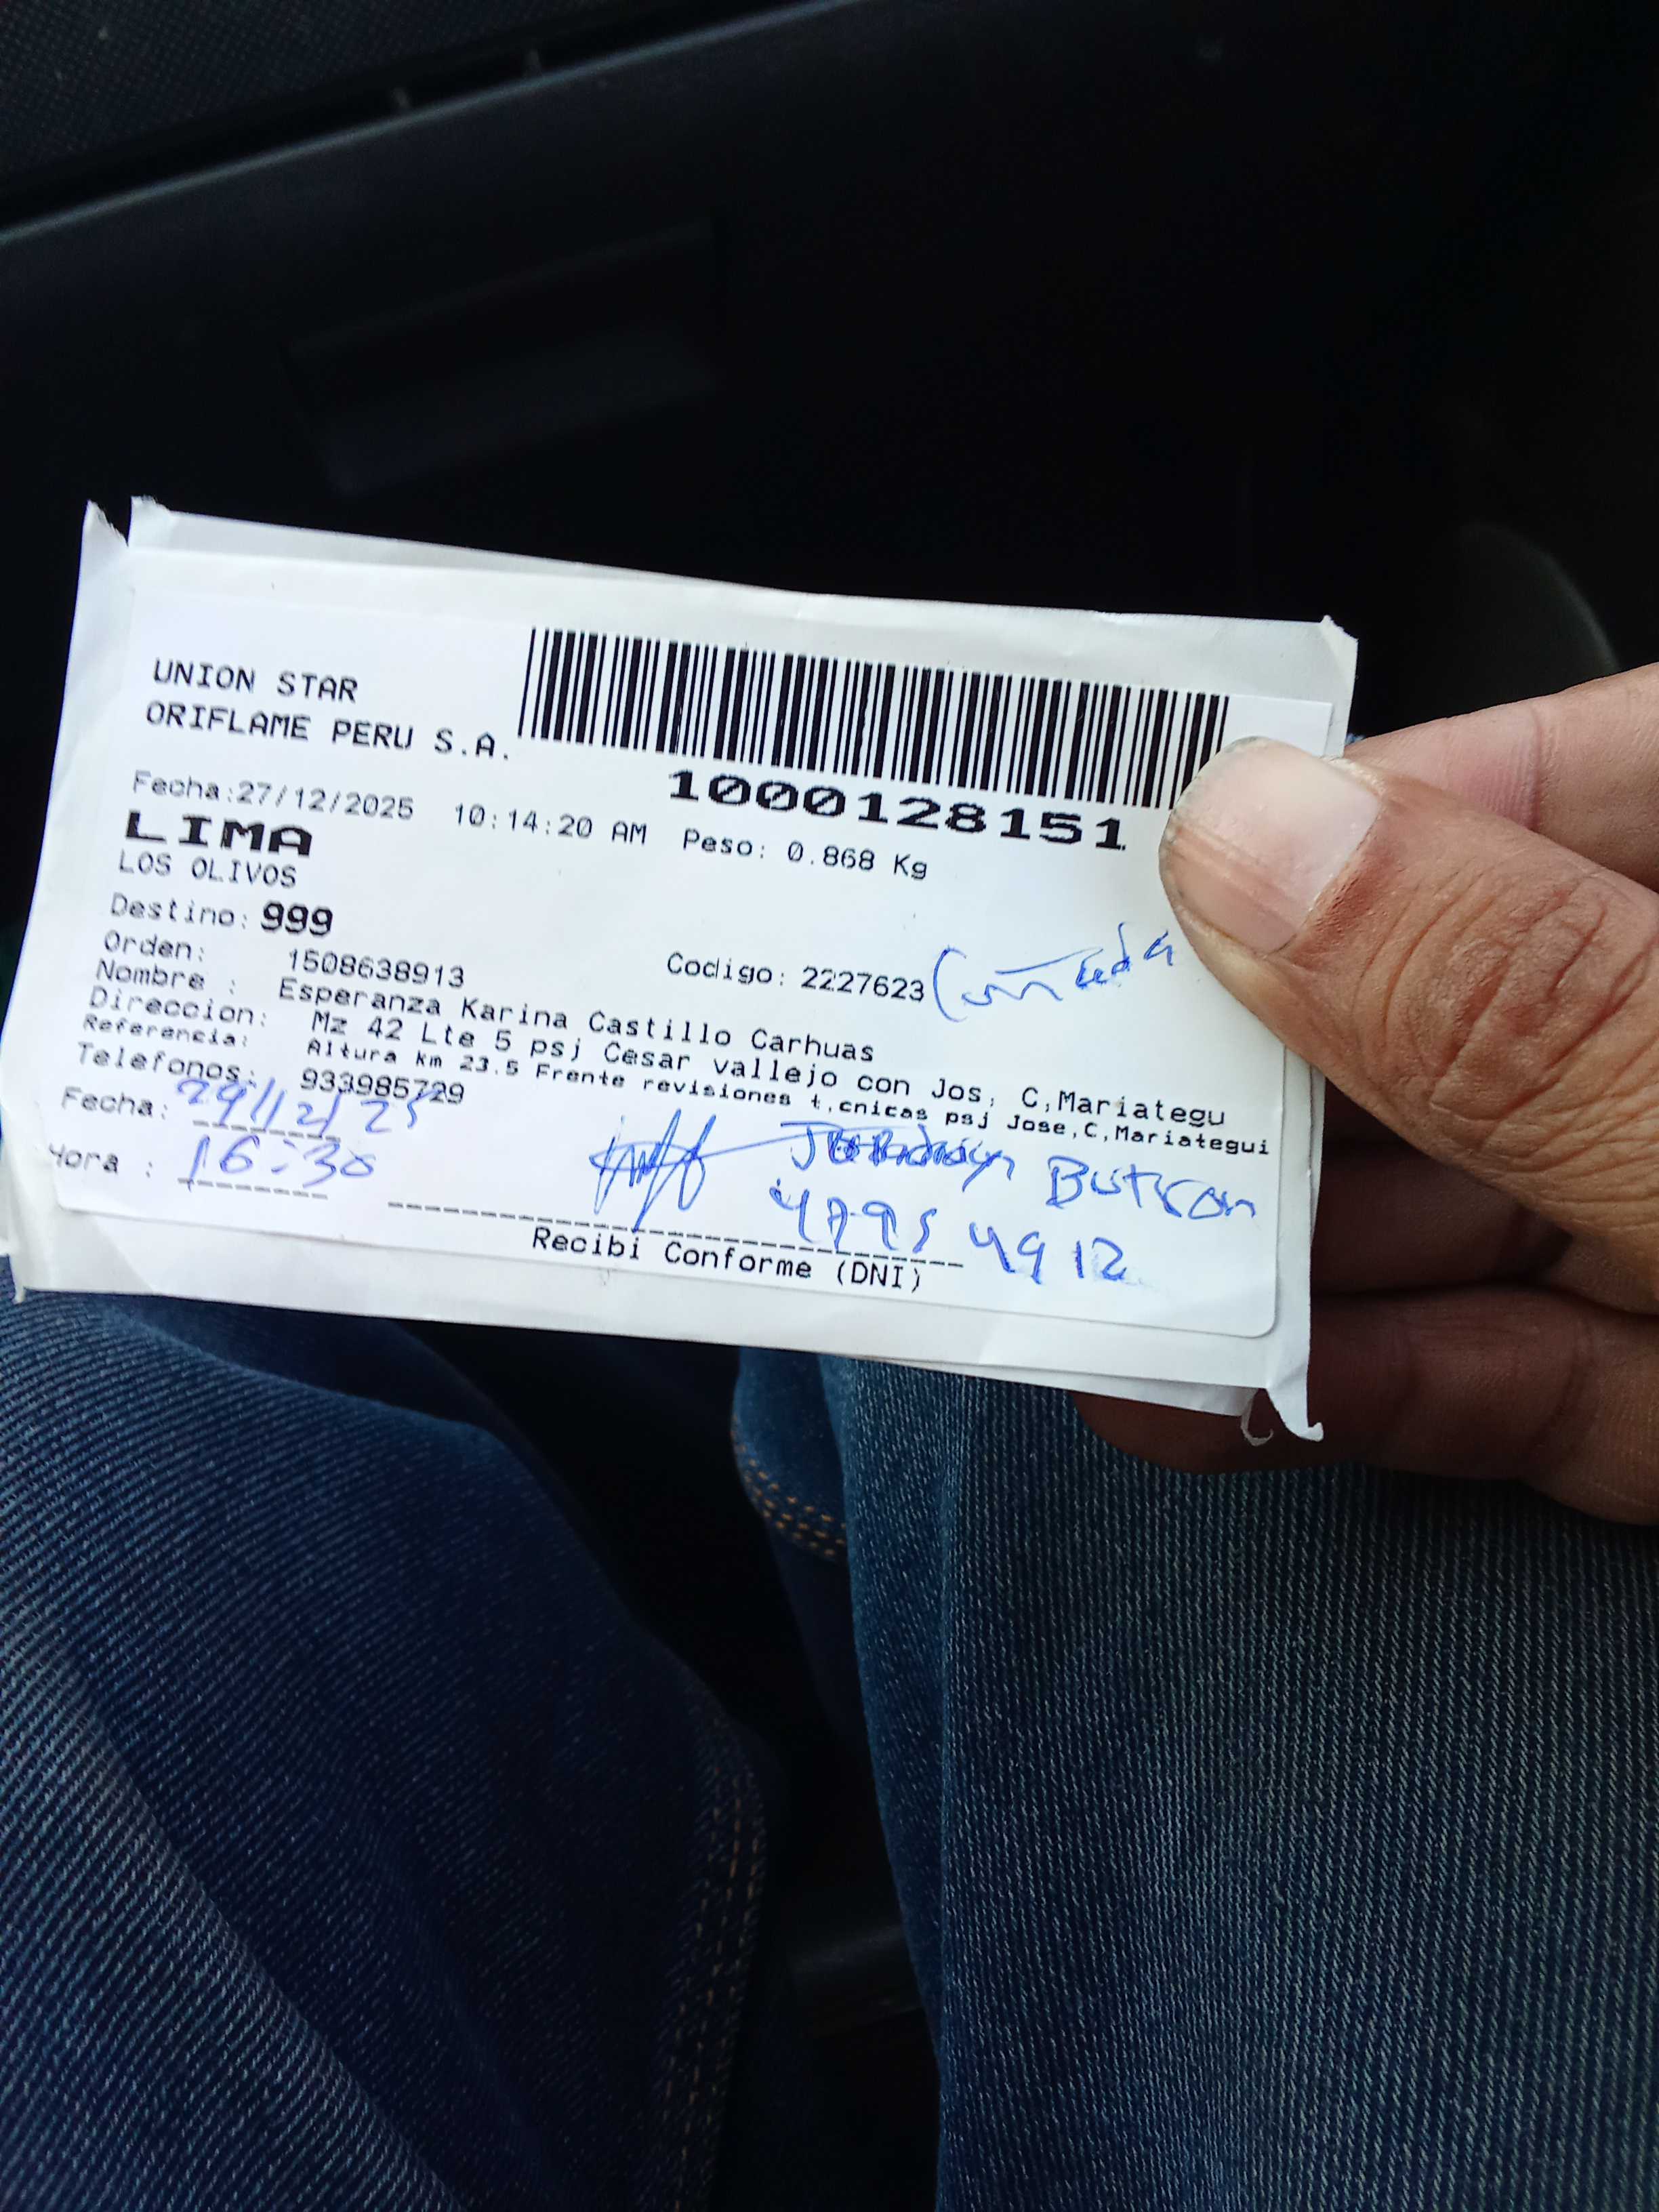 UNION STAR
ORIFLAME PERU S.A.
1000128151
Fecha:27/12/2025 10:14:20 AM Peso: 0.868 Kg
LIMA
LOS OLIVOS
Destino: 999
Orden: 1508638913 Codigo: 2227623
Nombre : Esperanza Karina Castillo Carhuas
Direccion: Mz 42 Lte 5 psj Cesar vallejo con Jos, C,Mariategu
Referencia: Altura km 23.5 Frente revisiones t,cnicas psj Jose,C,Mariategui
Telefonos: 933985729
Fecha: 29/12/25
Hora : 16:30
Butron
47954912
Recibi Conforme (DNI)